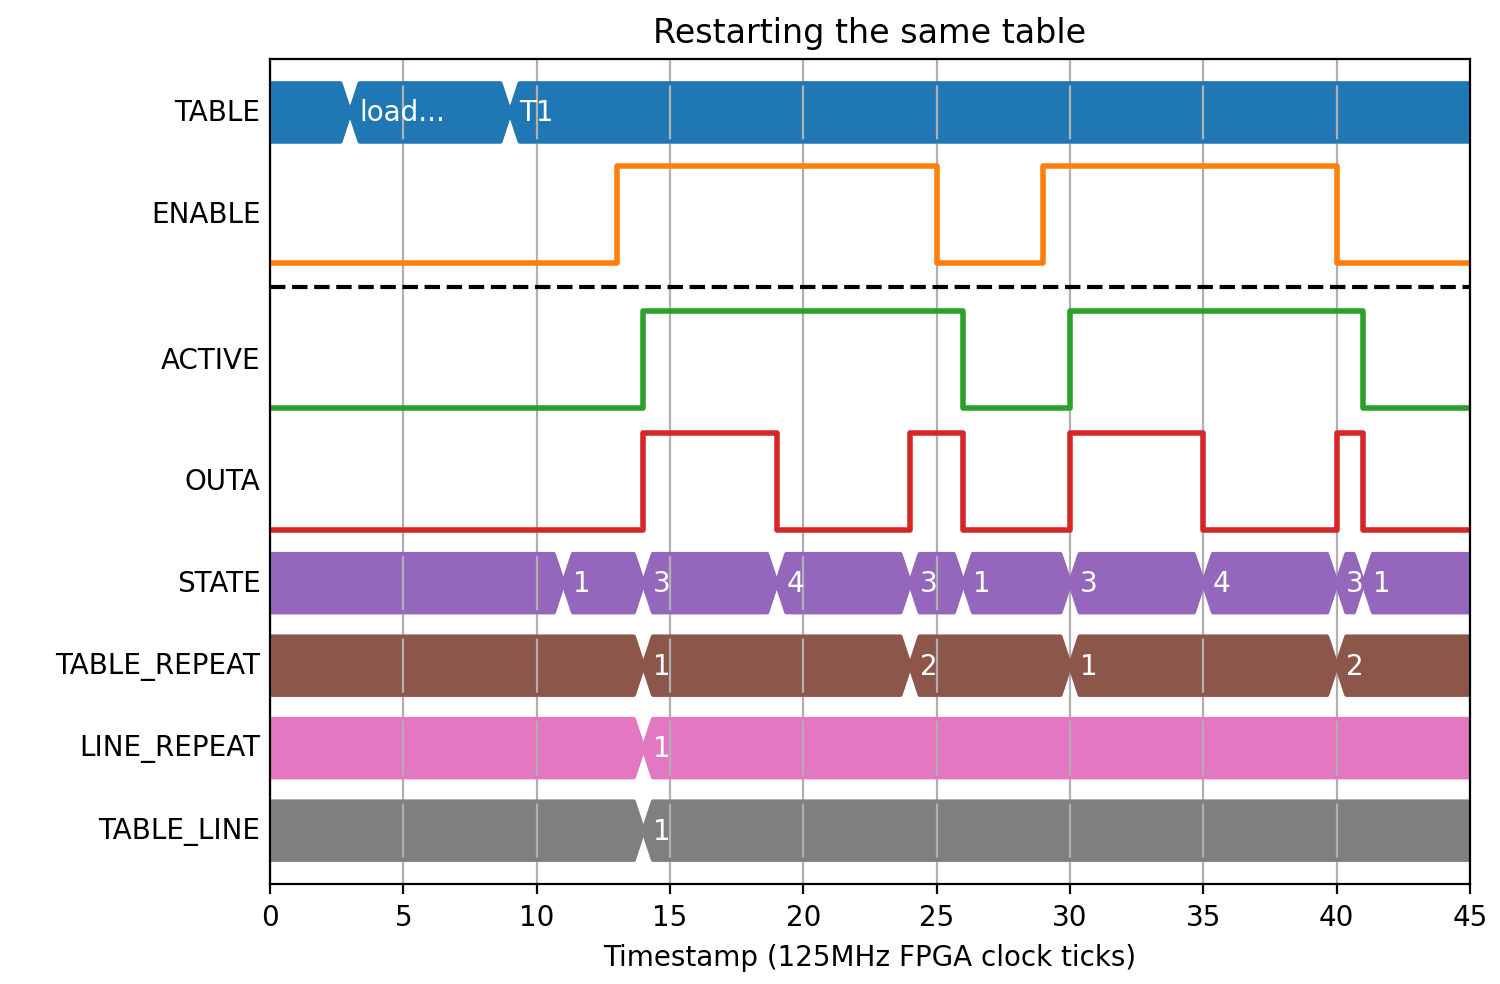 Restarting the same table
TABLE load... T1
ENABLE
ACTIVE
OUTA
STATE 1 3 4 3 1 3 4 3 1
TABLE_REPEAT 1 2 1 2
LINE_REPEAT 1
TABLE_LINE 1
0 5 10 15 20 25 30 35 40 45
Timestamp (125MHz FPGA clock ticks)